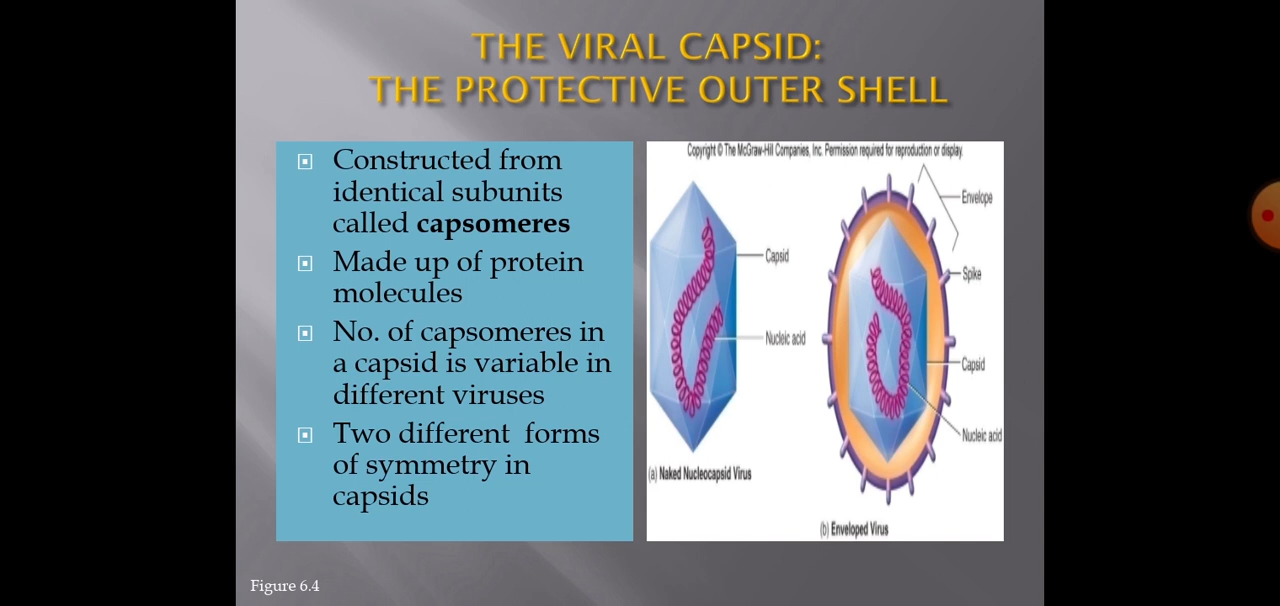 THE VIRAL CAPSID:
THE PROTECTIVE OUTER SHELL
Constructed from
identical subunits
called capsomeres
Made up of protein
molecules
No. of capsomeres in
a capsid is variable in
different viruses
Two different forms
of symmetry in
capsids
Copyright © The McGraw-Hill Companies, Inc. Permission required for reproduction or display.
Capsid
Nucleic acid
(a) Naked Nucleocapsid Virus
Envelope
Spike
Capsid
Nucleic acid
(b) Enveloped Virus
Figure 6.4